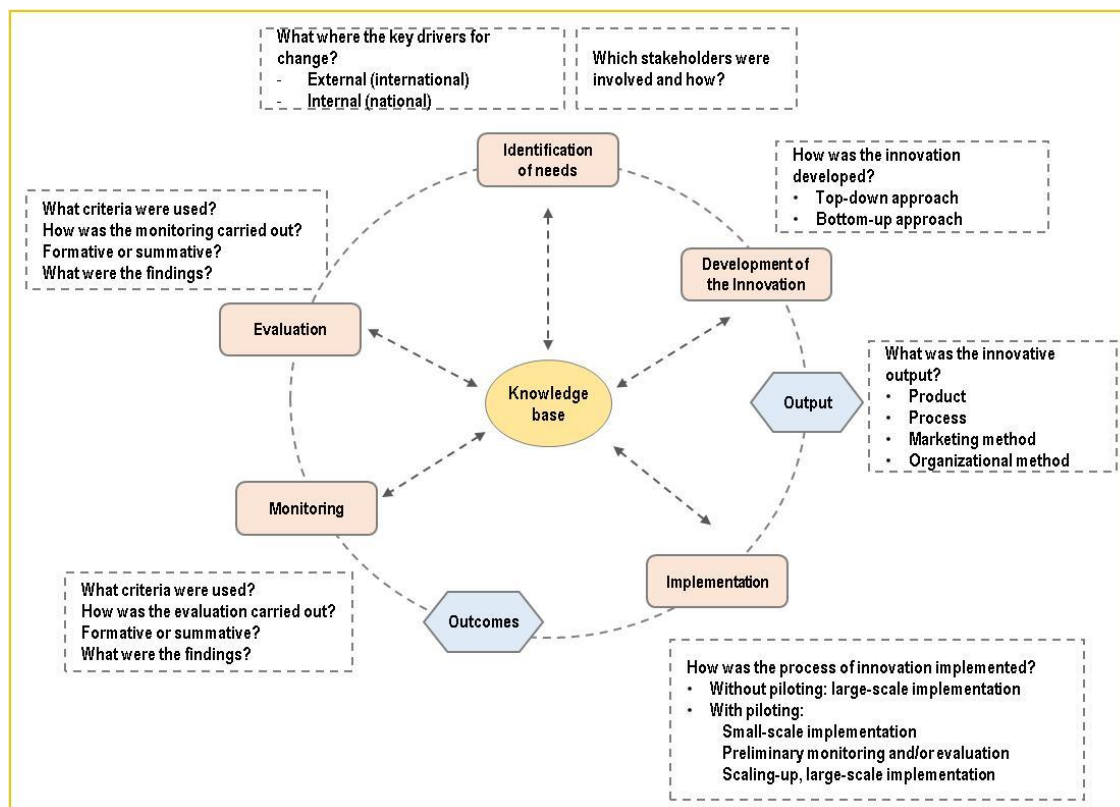 What where the key drivers for
change?
- External (international)
- Internal (national)
Which stakeholders were
involved and how?
Identification
of needs
How was the innovation
developed?
• Top-down approach
• Bottom-up approach
What criteria were used?
How was the monitoring carried out?
Formative or summative?
What were the findings?
Development of
the Innovation
Evaluation
What was the innovative
output?
• Product
• Process
• Marketing method
• Organizational method
Knowledge
base
Output
Monitoring
Implementation
What criteria were used?
How was the evaluation carried out?
Formative or summative?
What were the findings?
Outcomes
How was the process of innovation implemented?
• Without piloting: large-scale implementation
• With piloting:
Small-scale implementation
Preliminary monitoring and/or evaluation
Scaling-up, large-scale implementation